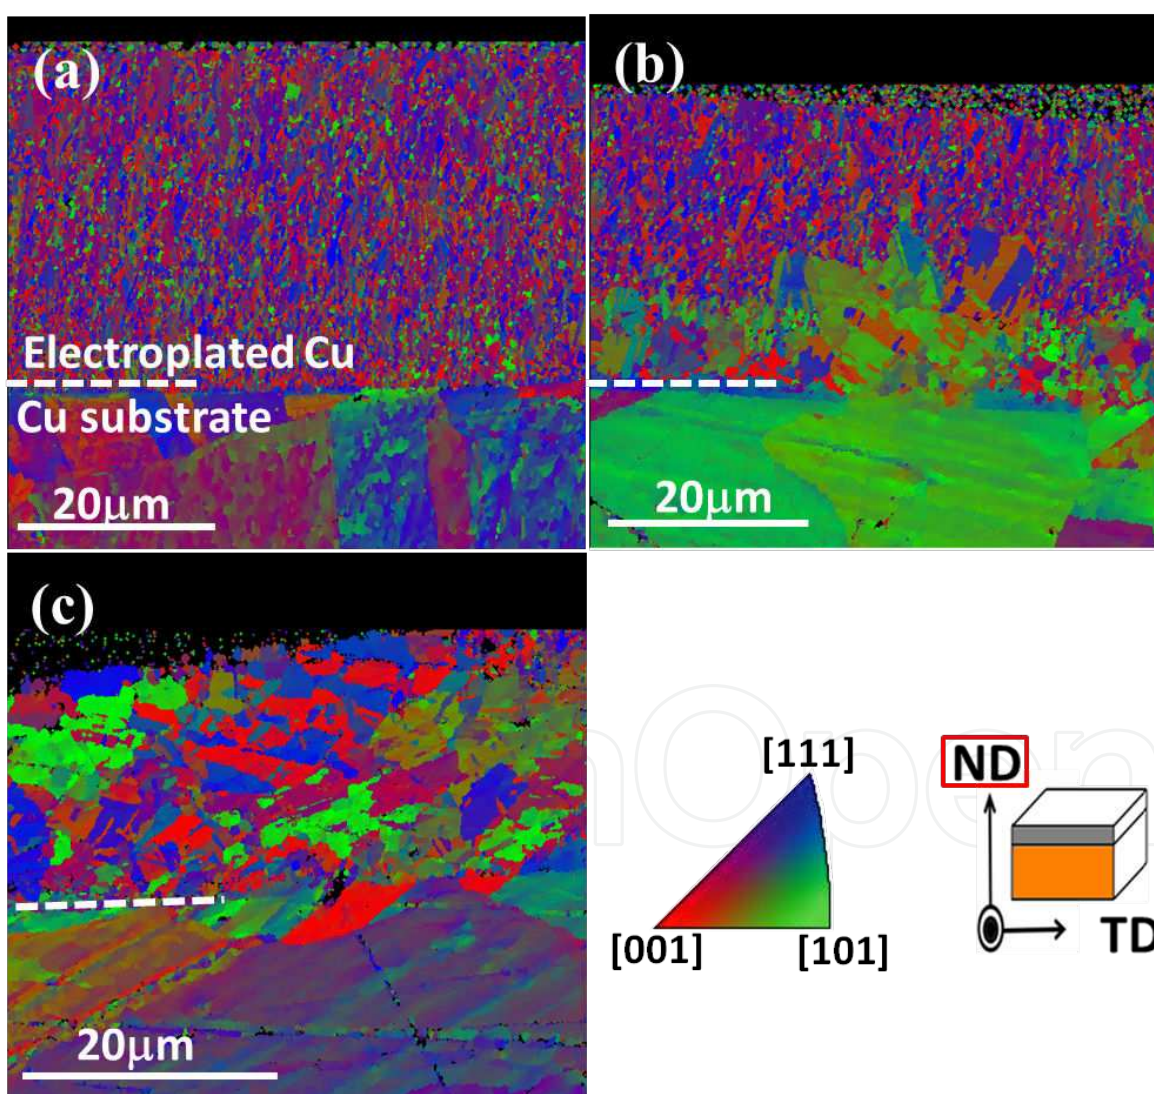 (a)
(b)
Electroplated Cu
Cu substrate
20μm
20μm
(c)
20μm
[111]
[001]
[101]
ND
TD